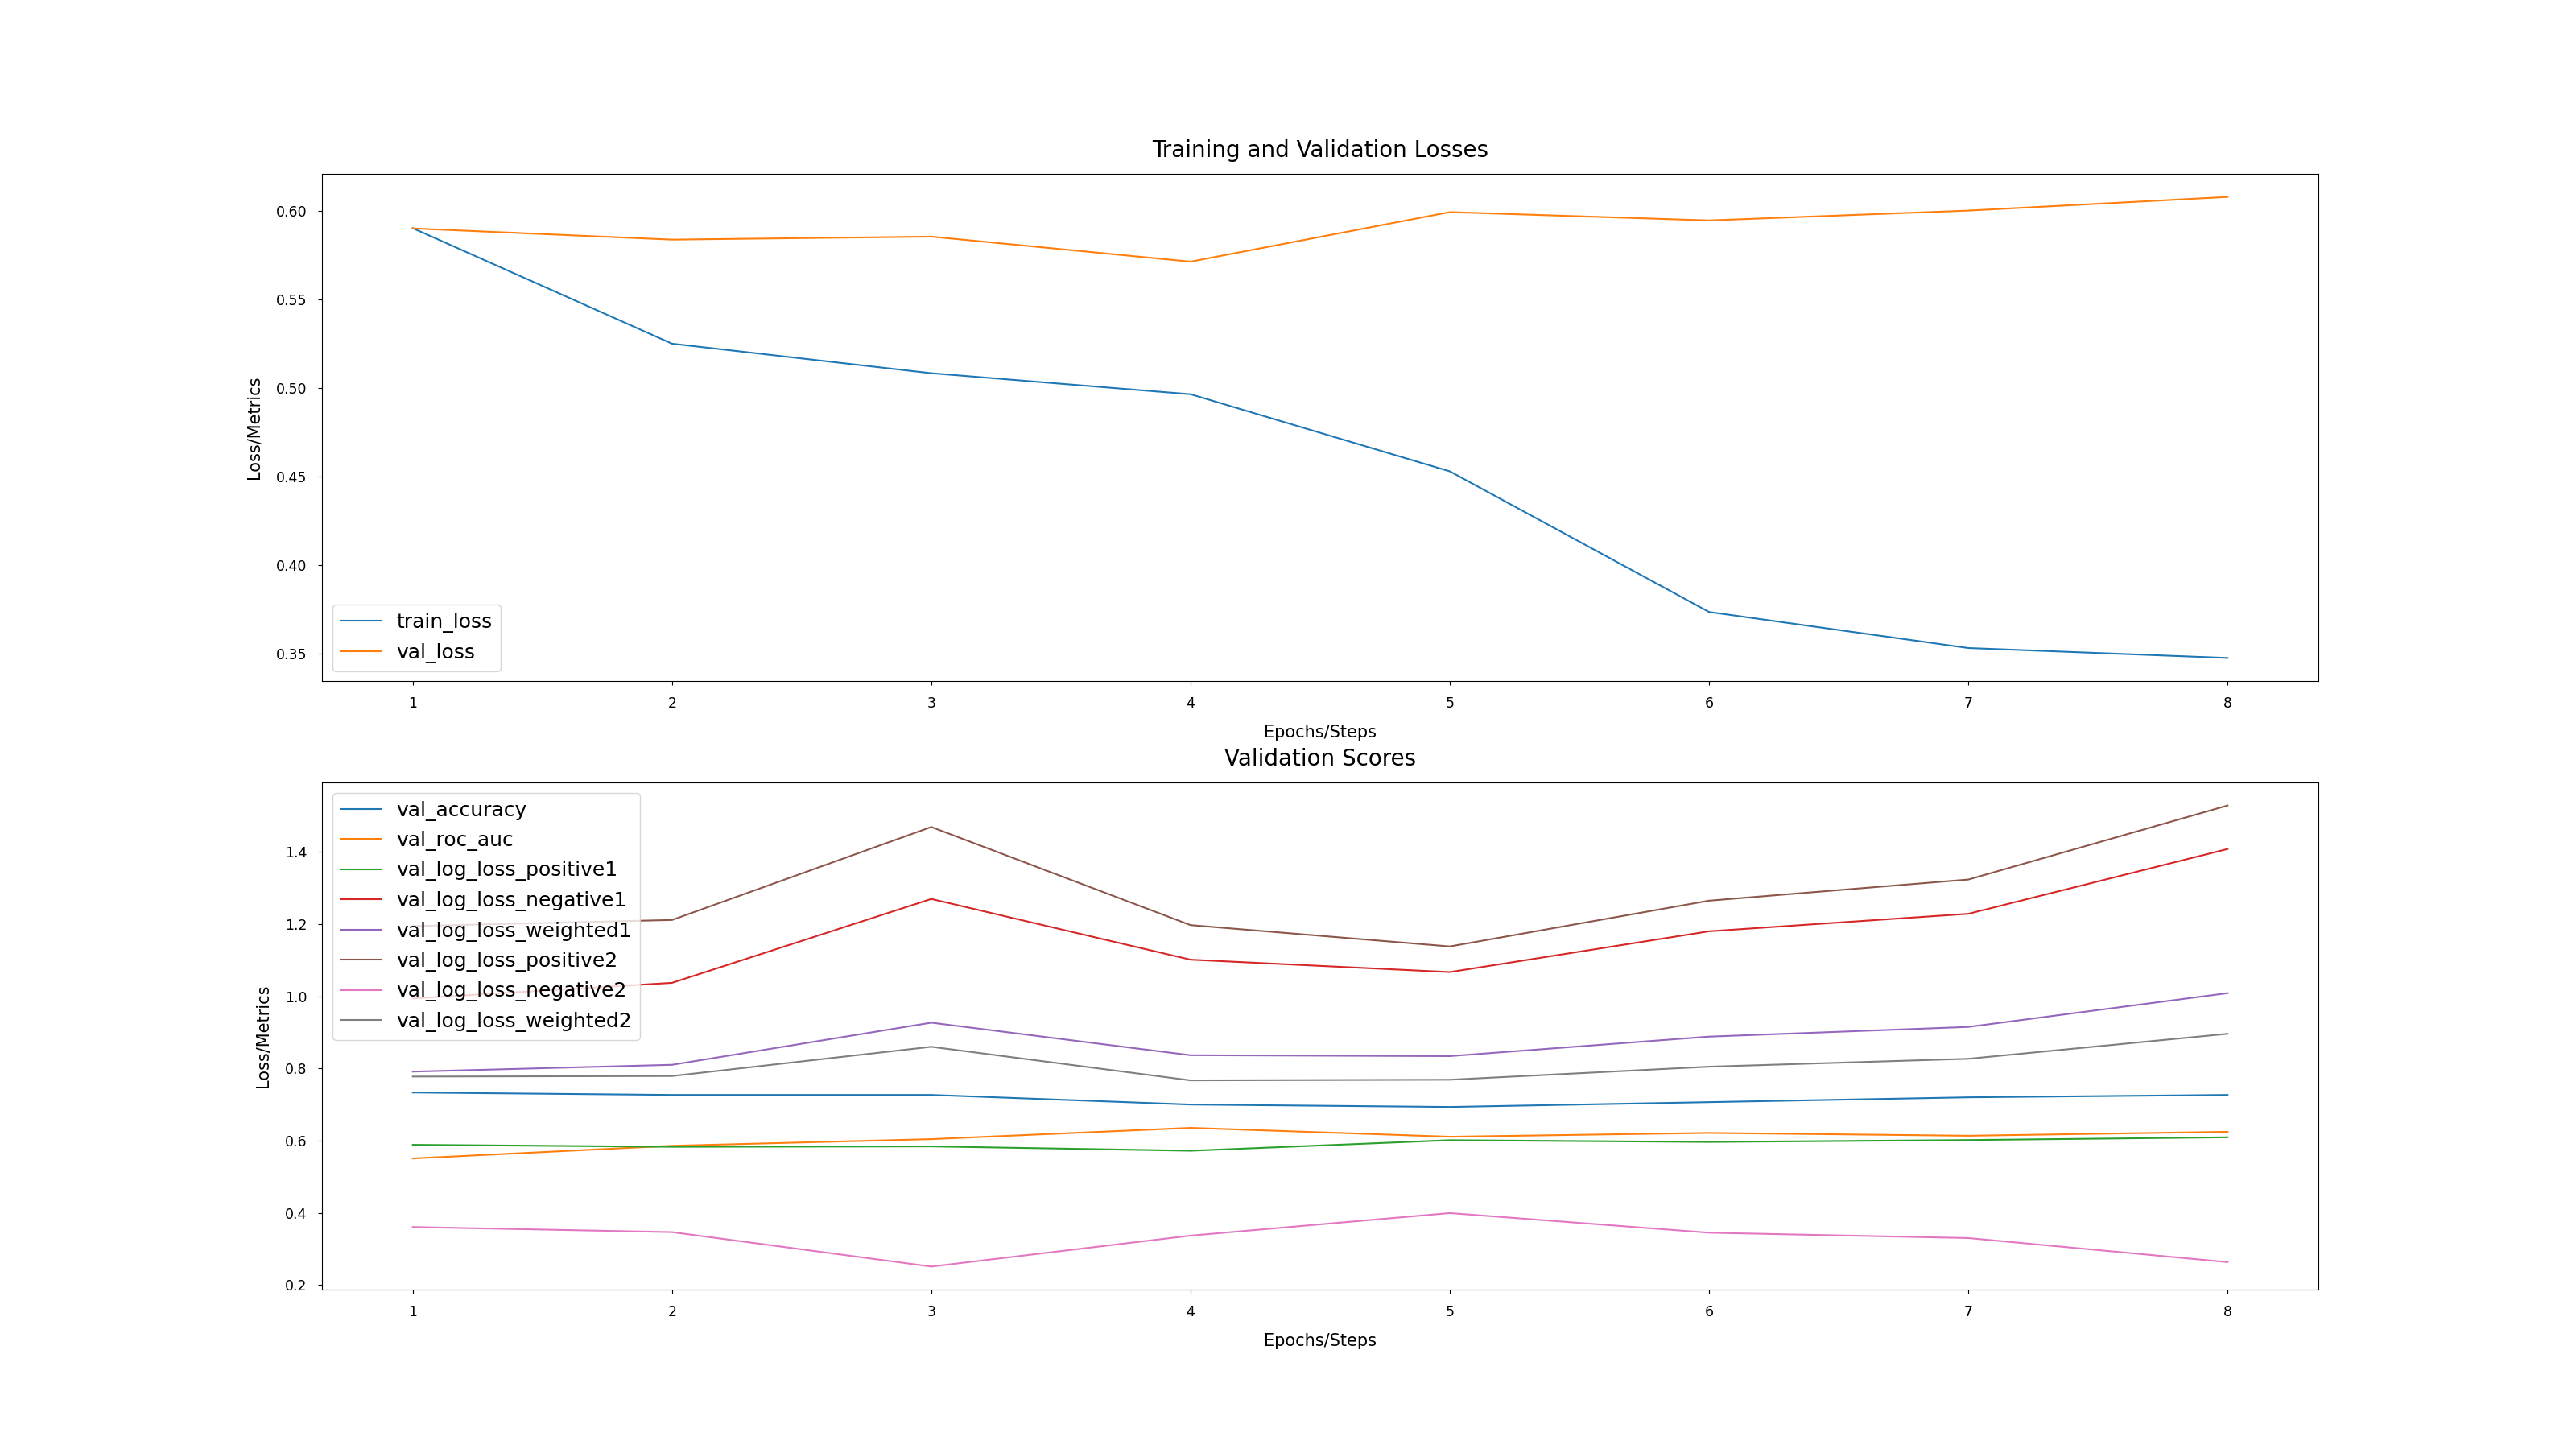 Training and Validation Losses
0.60
0.55
0.50
0.45
0.40
0.35
Loss/Metrics
train_loss
val_loss
1 2 3 4 5 6 7 8
Epochs/Steps
Validation Scores
1.4
1.2
1.0
0.8
0.6
0.4
0.2
Loss/Metrics
val_accuracy
val_roc_auc
val_log_loss_positive1
val_log_loss_negative1
val_log_loss_weighted1
val_log_loss_positive2
val_log_loss_negative2
val_log_loss_weighted2
1 2 3 4 5 6 7 8
Epochs/Steps